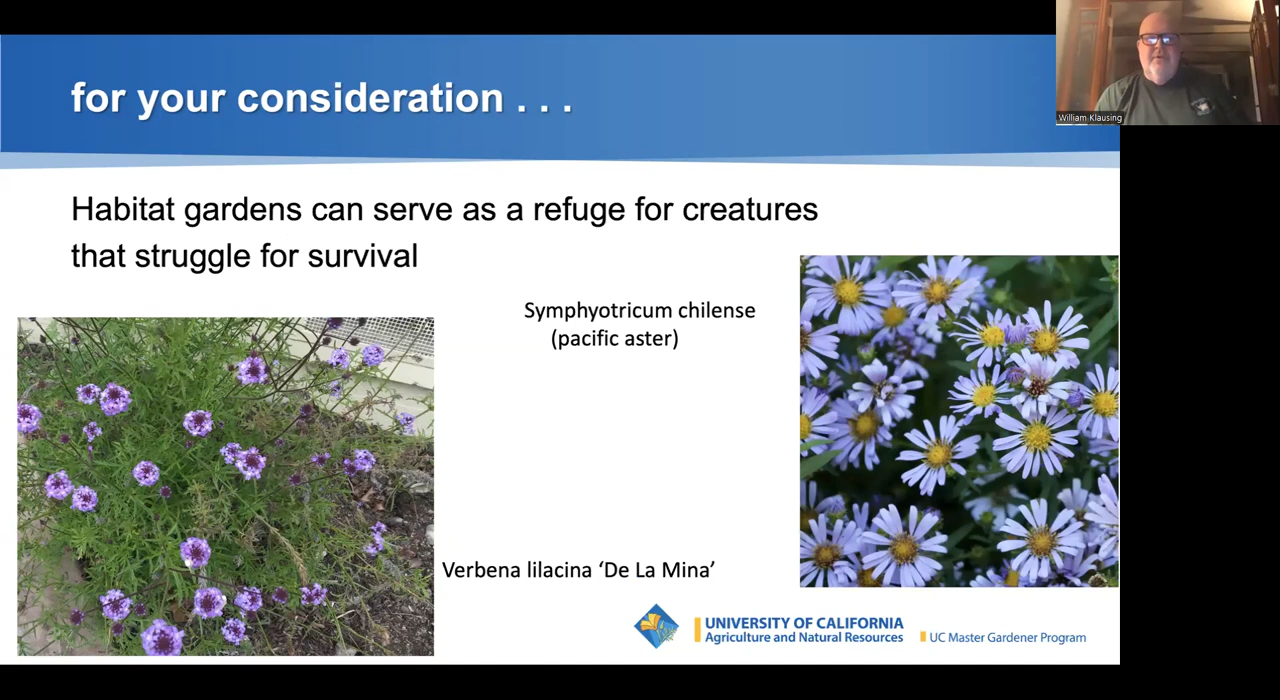 for your consideration . . .
William Klausing
Habitat gardens can serve as a refuge for creatures
that struggle for survival
Symphyotricum chilense
(pacific aster)
Verbena lilacina ‘De La Mina’
UNIVERSITY OF CALIFORNIA
Agriculture and Natural Resources
UC Master Gardener Program